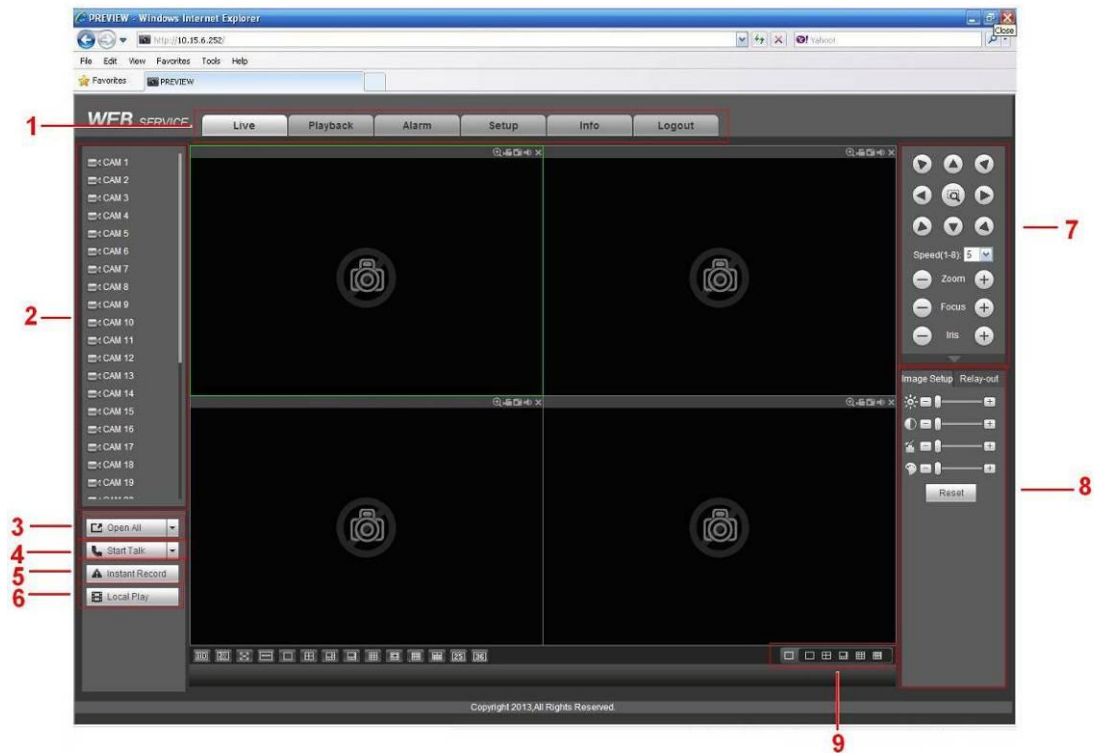 PREVIEW - Windows Internet Explorer
http://10.15.6.252/
Yahoo!
Close
File Edit View Favorites Tools Help
Favorites PREVIEW
WEB SERVICE
1
Live Playback Alarm Setup Info Logout
CAM 1
CAM 2
CAM 3
CAM 4
CAM 5
CAM 6
CAM 7
CAM 8
CAM 9
CAM 10
CAM 11
CAM 12
CAM 13
CAM 14
CAM 15
CAM 16
CAM 17
CAM 18
CAM 19
2
3
Open All
4
Start Talk
5
Instant Record
6
Local Play
7
Speed(1-8): 5
Zoom
Focus
Iris
Image Setup Relay-out
Reset
8
25 36
9
Copyright 2013,All Rights Reserved.